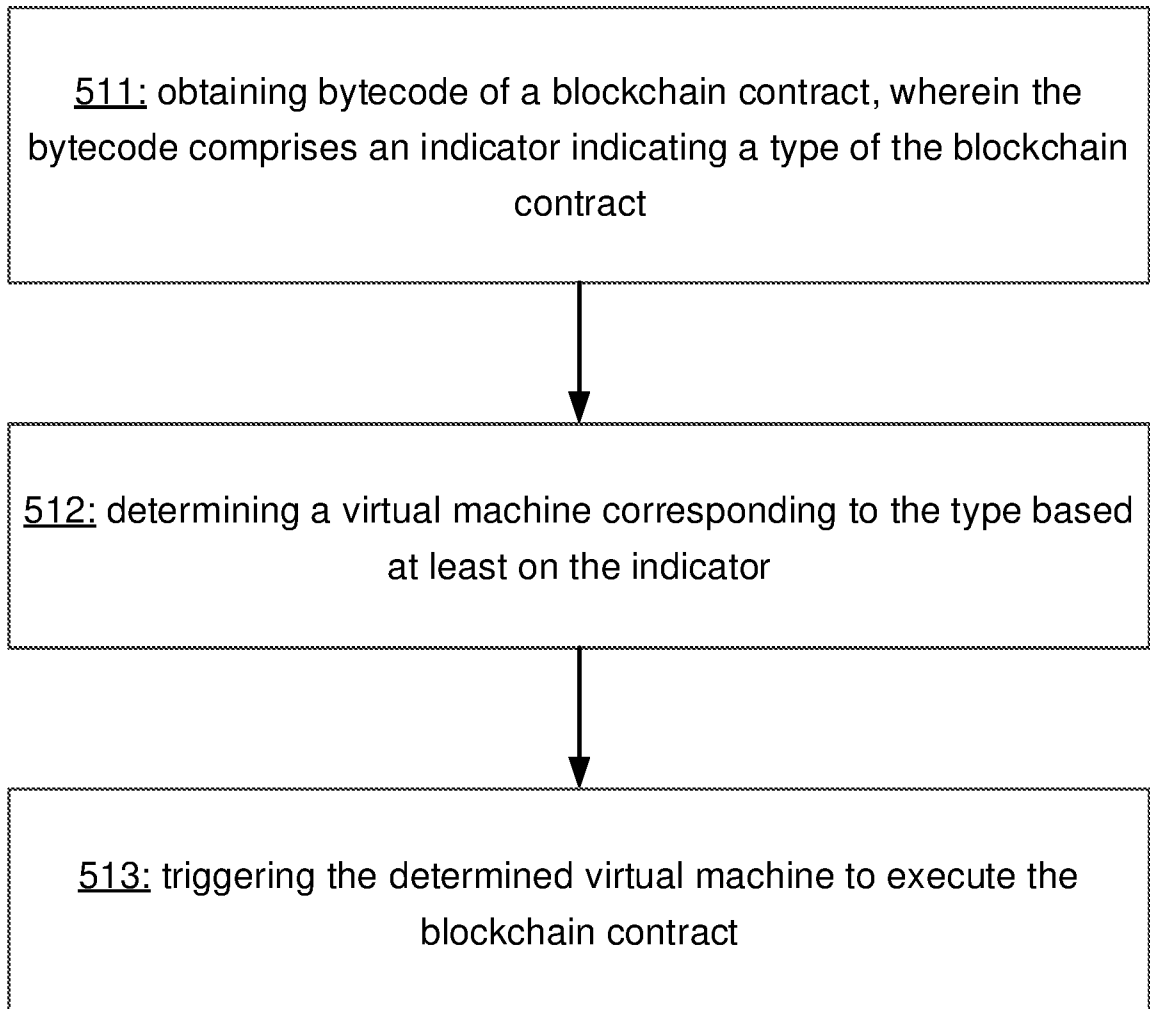 511: obtaining bytecode of a blockchain contract, wherein the
bytecode comprises an indicator indicating a type of the blockchain
contract
512: determining a virtual machine corresponding to the type based
at least on the indicator
513: triggering the determined virtual machine to execute the
blockchain contract